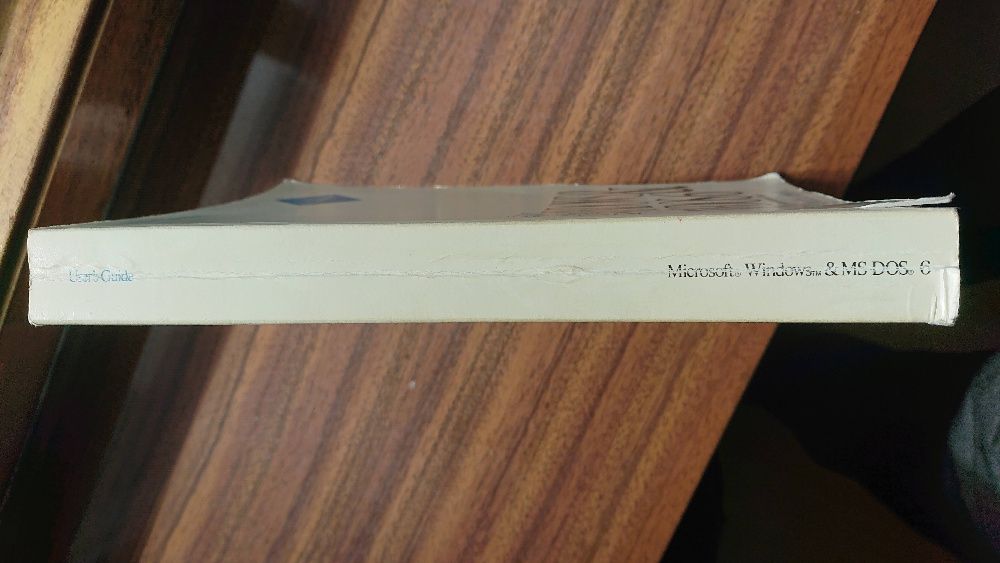 User's Guide
Microsoft® Windows™ & MS-DOS® 6